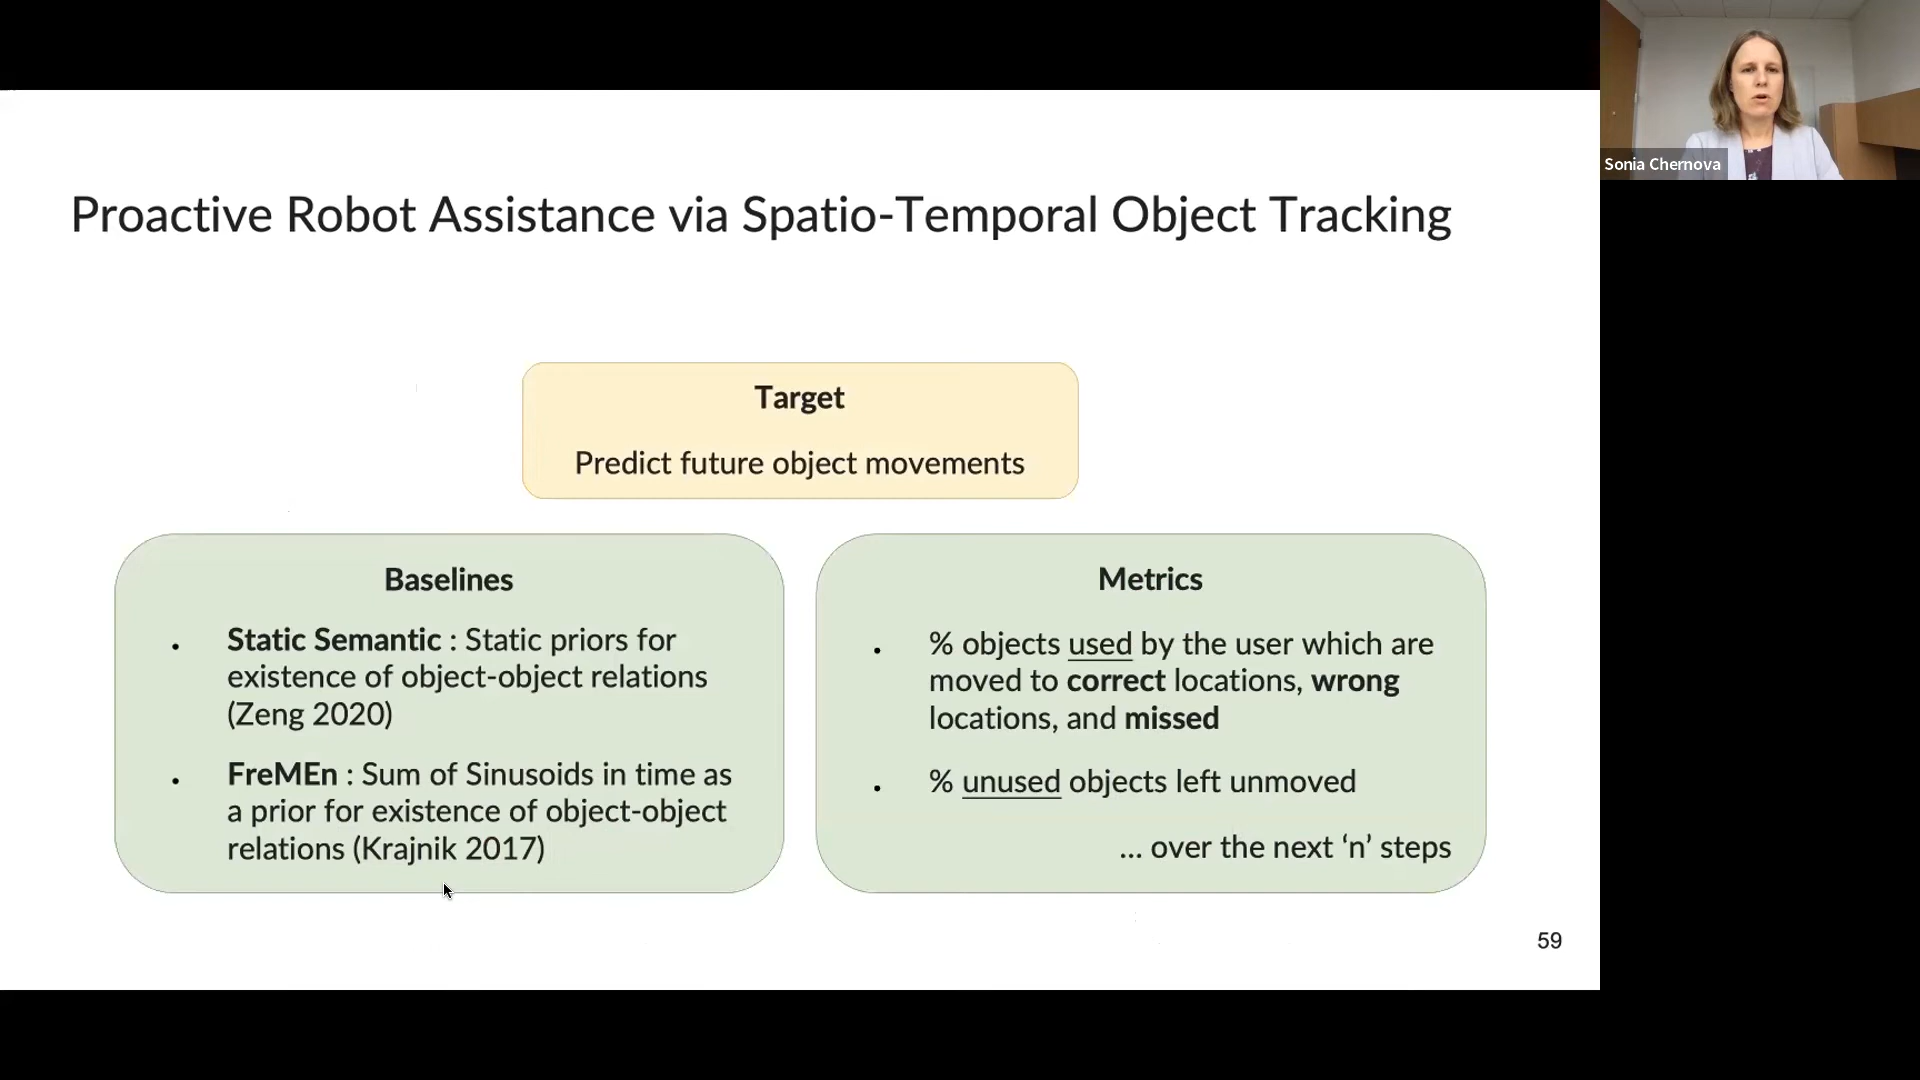 Sonia Chernova
Proactive Robot Assistance via Spatio-Temporal Object Tracking
Target
Predict future object movements
Baselines
• Static Semantic : Static priors for
existence of object-object relations
(Zeng 2020)
• FreMEn : Sum of Sinusoids in time as
a prior for existence of object-object
relations (Krajnik 2017)
Metrics
• % objects used by the user which are
moved to correct locations, wrong
locations, and missed
• % unused objects left unmoved
... over the next ‘n’ steps
59